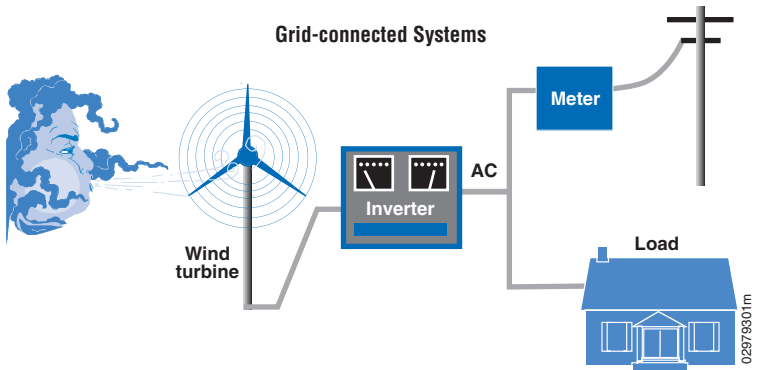 Grid-connected Systems
Meter
AC
Inverter
Wind
turbine
Load
02979301m